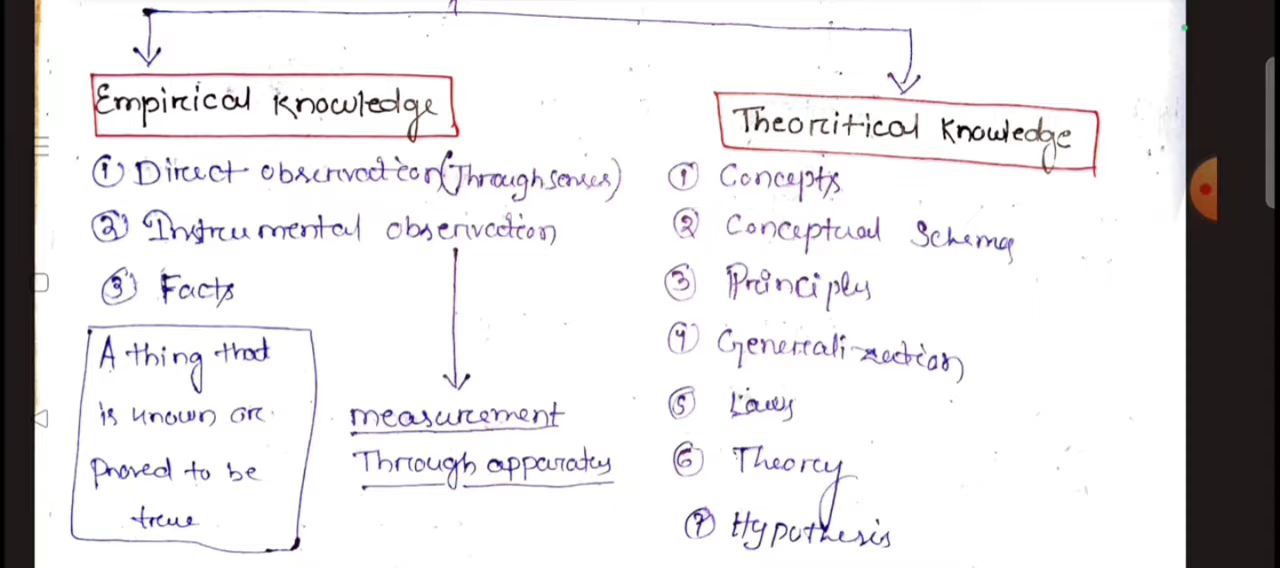 Empirical Knowledge
① Direct observation (Through senses)
② Instrumental observation
③ Facts
A thing that
is known or
proved to be
true
measurement
Through apparatus
Theoritical Knowledge
① Concepts
② Conceptual Schemes
③ Principles
④ Generalization
⑤ Laws
⑥ Theory
⑦ Hypothesis